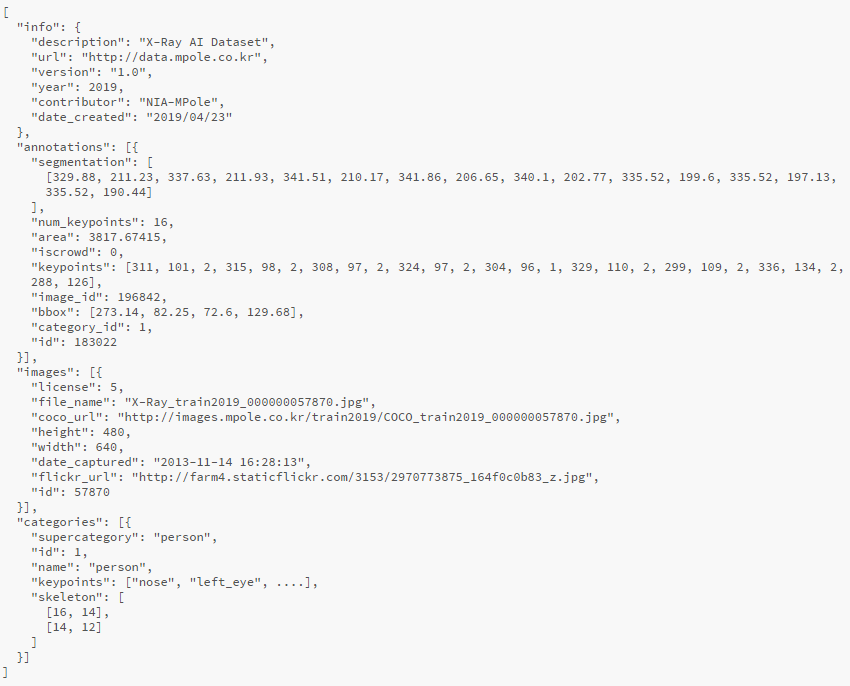 [
  "info": {
    "description": "X-Ray AI Dataset",
    "url": "http://data.mpole.co.kr",
    "version": "1.0",
    "year": 2019,
    "contributor": "NIA-MPole",
    "date_created": "2019/04/23"
  },
  "annotations": [{
    "segmentation": [
      [329.88, 211.23, 337.63, 211.93, 341.51, 210.17, 341.86, 206.65, 340.1, 202.77, 335.52, 199.6, 335.52, 197.13,
      335.52, 190.44]
    ],
    "num_keypoints": 16,
    "area": 3817.67415,
    "iscrowd": 0,
    "keypoints": [311, 101, 2, 315, 98, 2, 308, 97, 2, 324, 97, 2, 304, 96, 1, 329, 110, 2, 299, 109, 2, 336, 134, 2,
    288, 126],
    "image_id": 196842,
    "bbox": [273.14, 82.25, 72.6, 129.68],
    "category_id": 1,
    "id": 183022
  }],
  "images": [{
    "license": 5,
    "file_name": "X-Ray_train2019_000000057870.jpg",
    "coco_url": "http://images.mpole.co.kr/train2019/COCO_train2019_000000057870.jpg",
    "height": 480,
    "width": 640,
    "date_captured": "2013-11-14 16:28:13",
    "flickr_url": "http://farm4.staticflickr.com/3153/2970773875_164f0c0b83_z.jpg",
    "id": 57870
  }],
  "categories": [{
    "supercategory": "person",
    "id": 1,
    "name": "person",
    "keypoints": ["nose", "left_eye", ....],
    "skeleton": [
      [16, 14],
      [14, 12]
    ]
  }]
]